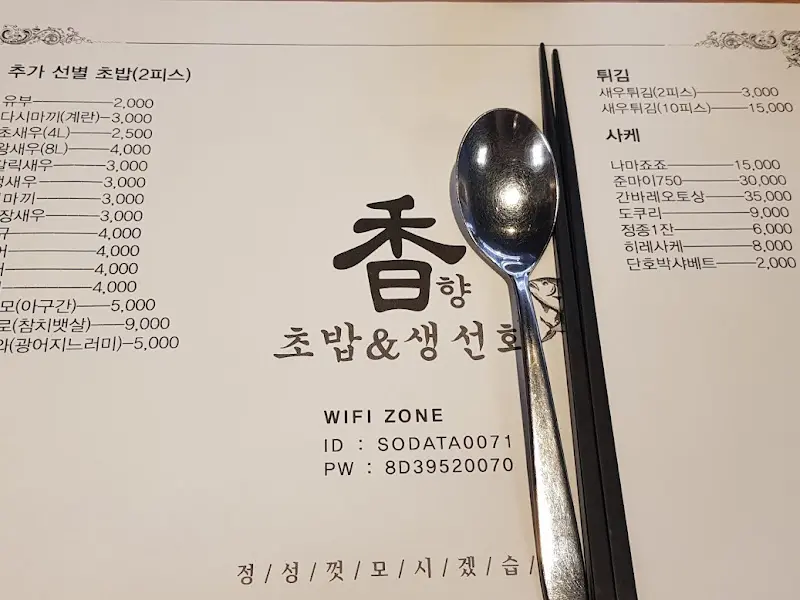 추가 선별 초밥(2피스)
유부 2,000
다시마끼(계란) 3,000
초새우(4L) 2,500
왕새우(8L) 4,000
갈릭새우 3,000
생새우 3,000
마끼 3,000
장새우 3,000
규 4,000
어 4,000
4,000
4,000
모(아구간) 5,000
로(참치뱃살) 9,000
와(광어지느러미) 5,000
香향
초밥&생선회
WIFI ZONE
ID : SODATA0071
PW : 8D39520070
정/성/껏/모/시/겠/습/
튀김
새우튀김(2피스) 3,000
새우튀김(10피스) 15,000
사케
나마죠죠 15,000
준마이750 30,000
간바레오토상 35,000
도쿠리 9,000
정종1잔 6,000
히레사케 8,000
단호박샤베트 2,000